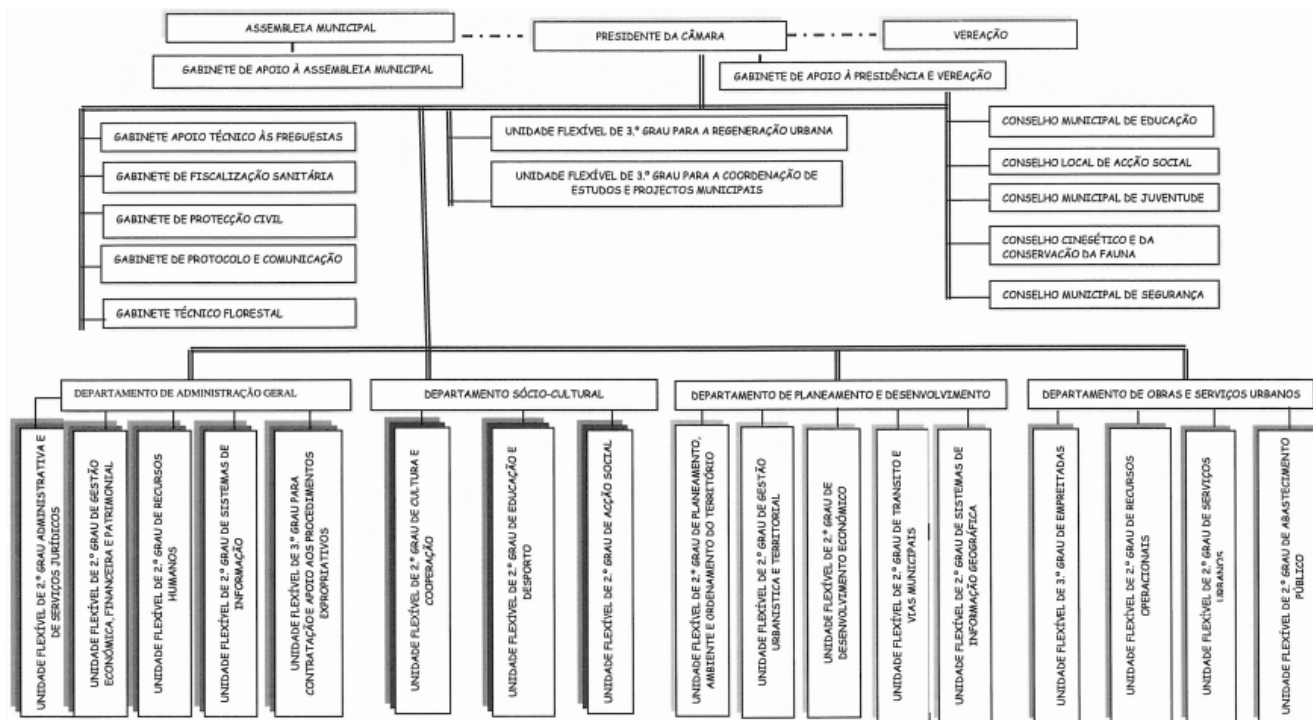 ASSEMBLEIA MUNICIPAL
PRESIDENTE DA CÂMARA
VEREAÇÃO
GABINETE DE APOIO À ASSEMBLEIA MUNICIPAL
GABINETE DE APOIO À PRESIDÊNCIA E VEREAÇÃO
GABINETE APOIO TÉCNICO ÀS FREGUESIAS
GABINETE DE FISCALIZAÇÃO SANITÁRIA
GABINETE DE PROTECÇÃO CIVIL
GABINETE DE PROTOCOLO E COMUNICAÇÃO
GABINETE TÉCNICO FLORESTAL
UNIDADE FLEXÍVEL DE 3.º GRAU PARA A REGENERAÇÃO URBANA
UNIDADE FLEXÍVEL DE 3.º GRAU PARA A COORDENAÇÃO DE
ESTUDOS E PROJECTOS MUNICIPAIS
CONSELHO MUNICIPAL DE EDUCAÇÃO
CONSELHO LOCAL DE ACÇÃO SOCIAL
CONSELHO MUNICIPAL DE JUVENTUDE
CONSELHO CINEGÉTICO E DA
CONSERVACÃO DA FAUNA
CONSELHO MUNICIPAL DE SEGURANÇA
DEPARTAMENTO DE ADMINISTRAÇÃO GERAL
UNIDADE FLEXÍVEL DE 2.º GRAU ADMINISTRATIVA E
DE SERVIÇOS JURÍDICOS
UNIDADE FLEXÍVEL DE 2.º GRAU DE GESTÃO
ECONÓMICA, FINANCEIRA E PATRIMONIAL
UNIDADE FLEXÍVEL DE 2.º GRAU DE RECURSOS
HUMANOS
UNIDADE FLEXÍVEL DE 2.º GRAU DE SISTEMAS DE
INFORMAÇÃO
UNIDADE FLEXÍVEL DE 3.º GRAU PARA
CONTRATAÇÃO E APOIO AOS PROCEDIMENTOS
EXPROPRIATIVOS
DEPARTAMENTO SÓCIO-CULTURAL
UNIDADE FLEXÍVEL DE 2.º GRAU DE CULTURA E
COOPERAÇÃO
UNIDADE FLEXÍVEL DE 2.º GRAU DE EDUCAÇÃO E
DESPORTO
UNIDADE FLEXÍVEL DE 2.º GRAU DE ACÇÃO SOCIAL
DEPARTAMENTO DE PLANEAMENTO E DESENVOLVIMENTO
UNIDADE FLEXÍVEL DE 2.º GRAU DE PLANEAMENTO,
AMBIENTE E ORDENAMENTO DO TERRITÓRIO
UNIDADE FLEXÍVEL DE 2.º GRAU DE GESTÃO
URBANISTICA E TERRITORIAL
UNIDADE FLEXÍVEL DE 2.º GRAU DE
DESENVOLVIMENTO ECONÓMICO
UNIDADE FLEXÍVEL DE 2.º GRAU DE TRANSITO E
VIAS MUNICIPAIS
UNIDADE FLEXÍVEL DE 2.º GRAU DE SISTEMAS DE
INFORMAÇÃO GEOGRÁFICA
DEPARTAMENTO DE OBRAS E SERVIÇOS URBANOS
UNIDADE FLEXÍVEL DE 3.º GRAU DE EMPREITADAS
UNIDADE FLEXÍVEL DE 2.º GRAU DE RECURSOS
OPERACIONAIS
UNIDADE FLEXÍVEL DE 2.º GRAU DE SERVIÇOS
URBANOS
UNIDADE FLEXÍVEL DE 2.º GRAU DE ABASTECIMENTO
PÚBLICO